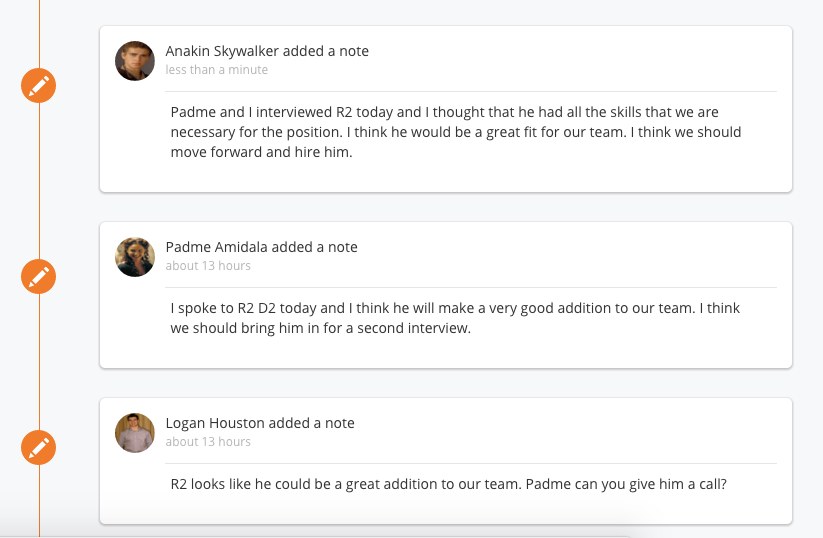 Anakin Skywalker added a note
less than a minute
Padme and I interviewed R2 today and I thought that he had all the skills that we are
necessary for the position. I think he would be a great fit for our team. I think we should
move forward and hire him.
Padme Amidala added a note
about 13 hours
I spoke to R2 D2 today and I think he will make a very good addition to our team. I think
we should bring him in for a second interview.
Logan Houston added a note
about 13 hours
R2 looks like he could be a great addition to our team. Padme can you give him a call?